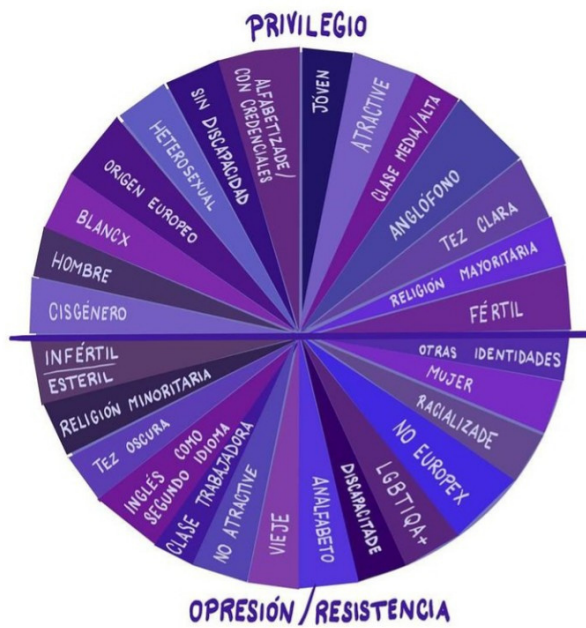 PRIVILEGIO
CISGÉNERO
HOMBRE
BLANCX
ORIGEN EUROPEO
HETEROSEXUAL
SIN DISCAPACIDAD
ALFABETIZADE/
CON CREDENCIALES
JÓVEN
ATRACTIVE
CLASE MEDIA/ALTA
ANGLÓFONO
TEZ CLARA
RELIGIÓN MAYORITARIA
FÉRTIL
INFÉRTIL
ESTERIL
RELIGIÓN MINORITARIA
TEZ OSCURA
INGLÉS COMO
SEGUNDO IDIOMA
CLASE TRABAJADORA
NO ATRACTIVE
VIEJE
ANALFABETO
DISCAPACITADE
LGBTIQA+
NO EUROPEX
RACIALIZADE
MUJER
OTRAS IDENTIDADES
OPRESIÓN/RESISTENCIA